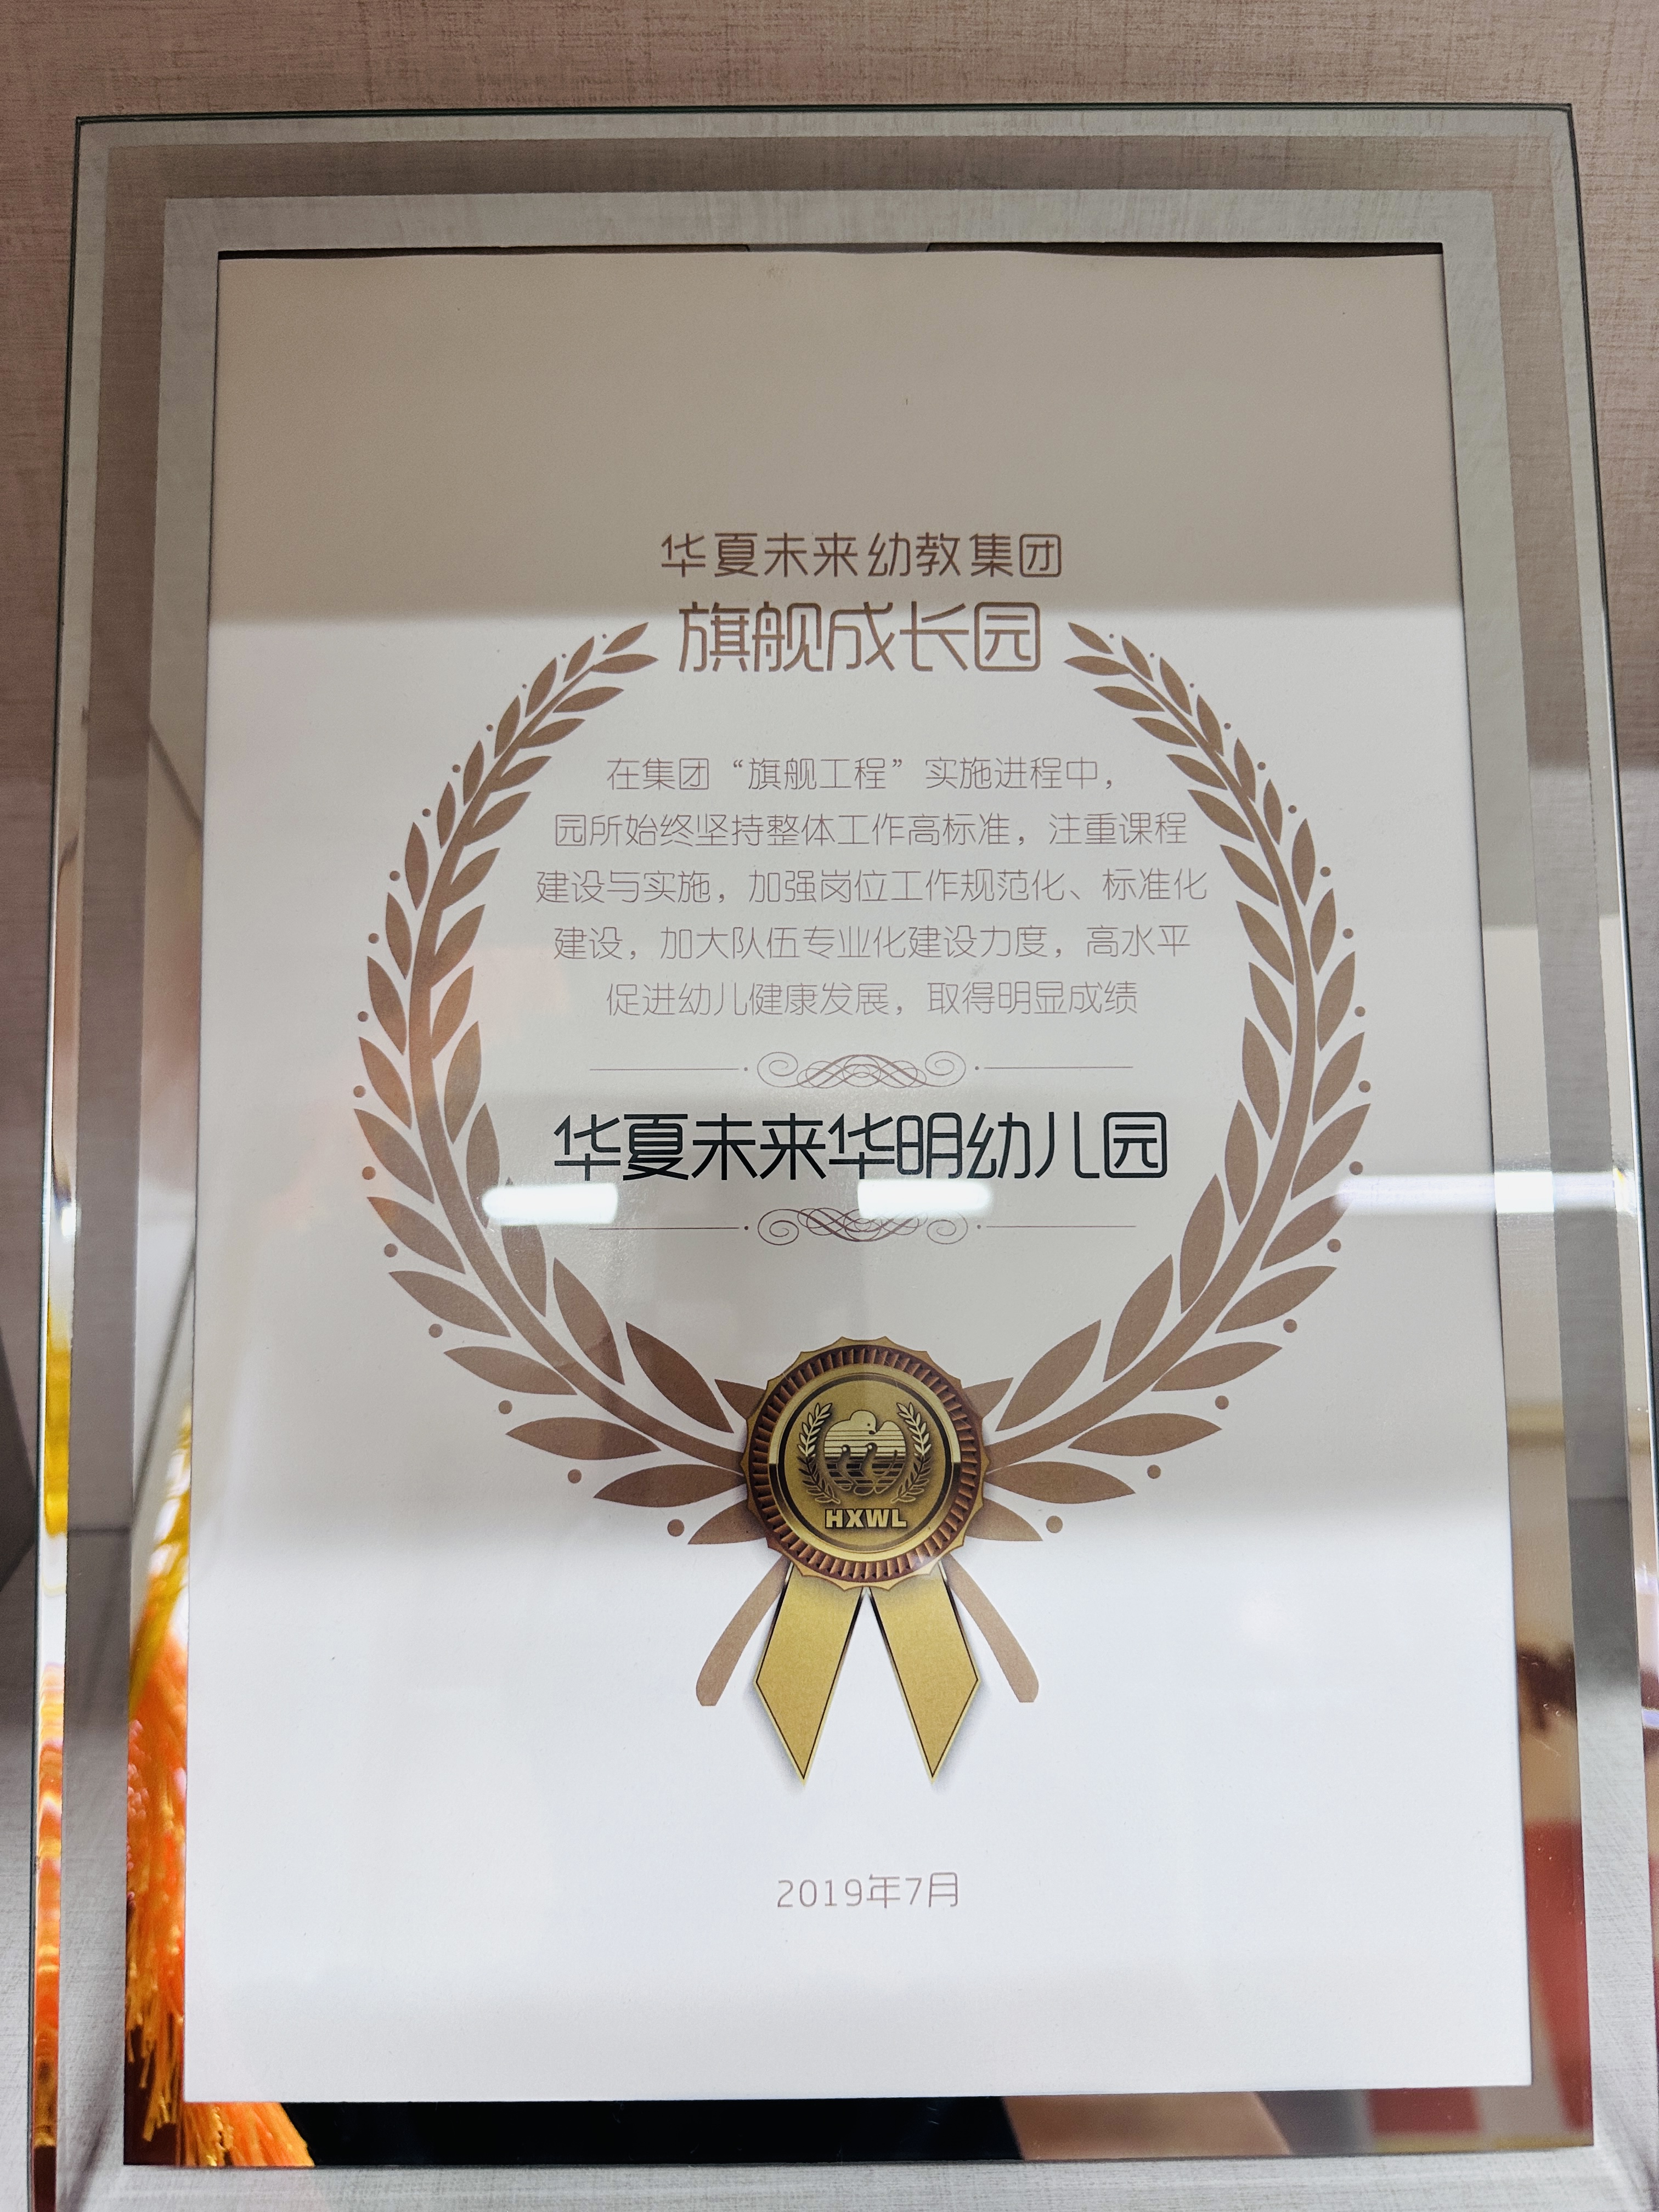 华夏未来幼教集团
旗舰成长园
在集团“旗舰工程”实施进程中，
园所始终坚持整体工作高标准，注重课程
建设与实施，加强岗位工作规范化、标准化
建设，加大队伍专业化建设力度，高水平
促进幼儿健康发展，取得明显成绩
华夏未来华明幼儿园
HXWL
2019年7月